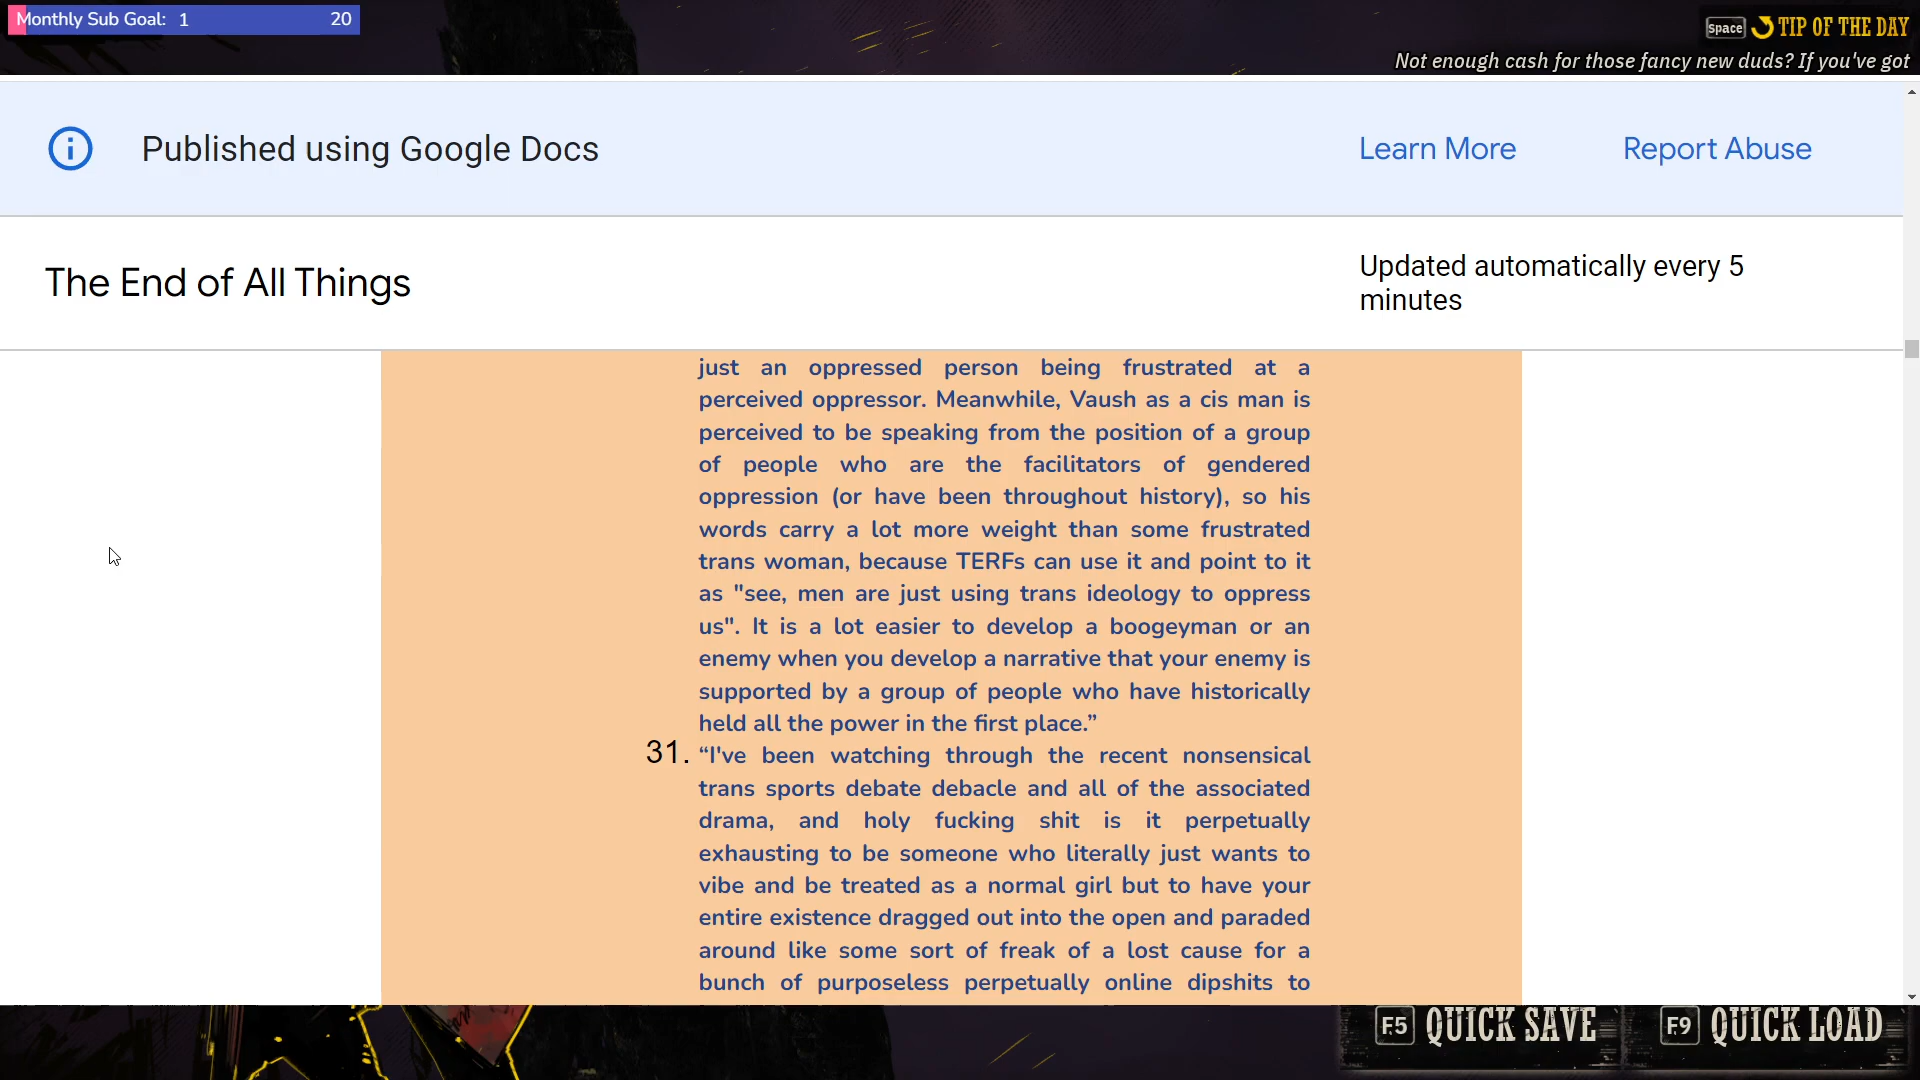 Monthly Sub Goal: 1 20
Space TIP OF THE DAY
Not enough cash for those fancy new duds? If you've got
Published using Google Docs
Learn More
Report Abuse
The End of All Things
Updated automatically every 5
minutes
just an oppressed person being frustrated at a
perceived oppressor. Meanwhile, Vaush as a cis man is
perceived to be speaking from the position of a group
of people who are the facilitators of gendered
oppression (or have been throughout history), so his
words carry a lot more weight than some frustrated
trans woman, because TERFs can use it and point to it
as "see, men are just using trans ideology to oppress
us". It is a lot easier to develop a boogeyman or an
enemy when you develop a narrative that your enemy is
supported by a group of people who have historically
held all the power in the first place.”
31. “I've been watching through the recent nonsensical
trans sports debate debacle and all of the associated
drama, and holy fucking shit is it perpetually
exhausting to be someone who literally just wants to
vibe and be treated as a normal girl but to have your
entire existence dragged out into the open and paraded
around like some sort of freak of a lost cause for a
bunch of purposeless perpetually online dipshits to
F5 QUICK SAVE
F9 QUICK LOAD